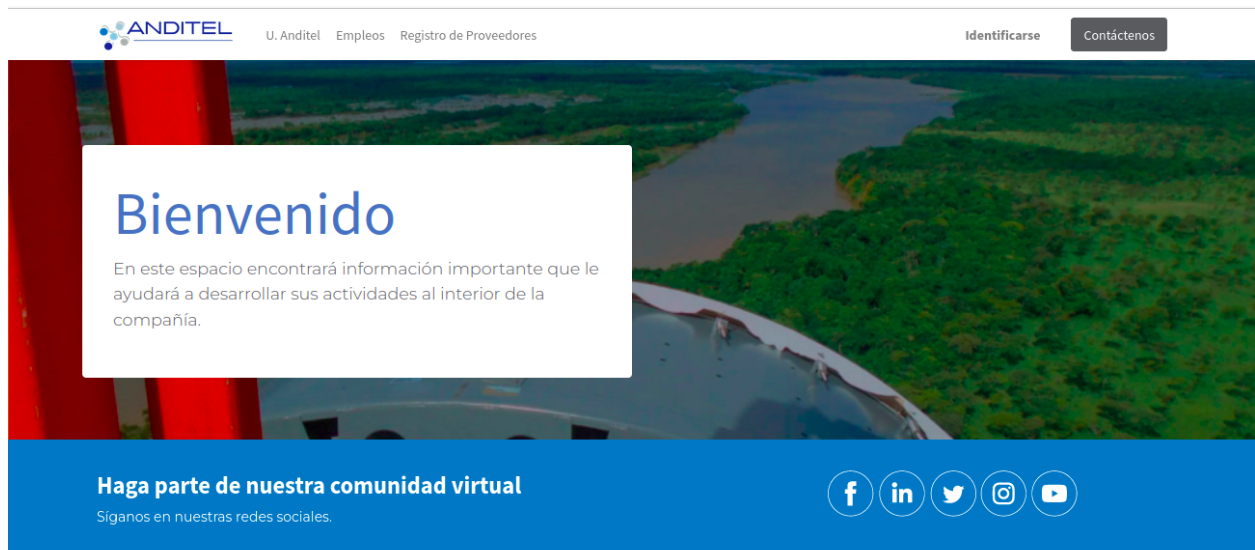 ANDITEL
U. Anditel Empleos Registro de Proveedores Identificarse Contáctenos
Bienvenido
En este espacio encontrará información importante que le
ayudará a desarrollar sus actividades al interior de la
compañía.
Haga parte de nuestra comunidad virtual
Síganos en nuestras redes sociales.